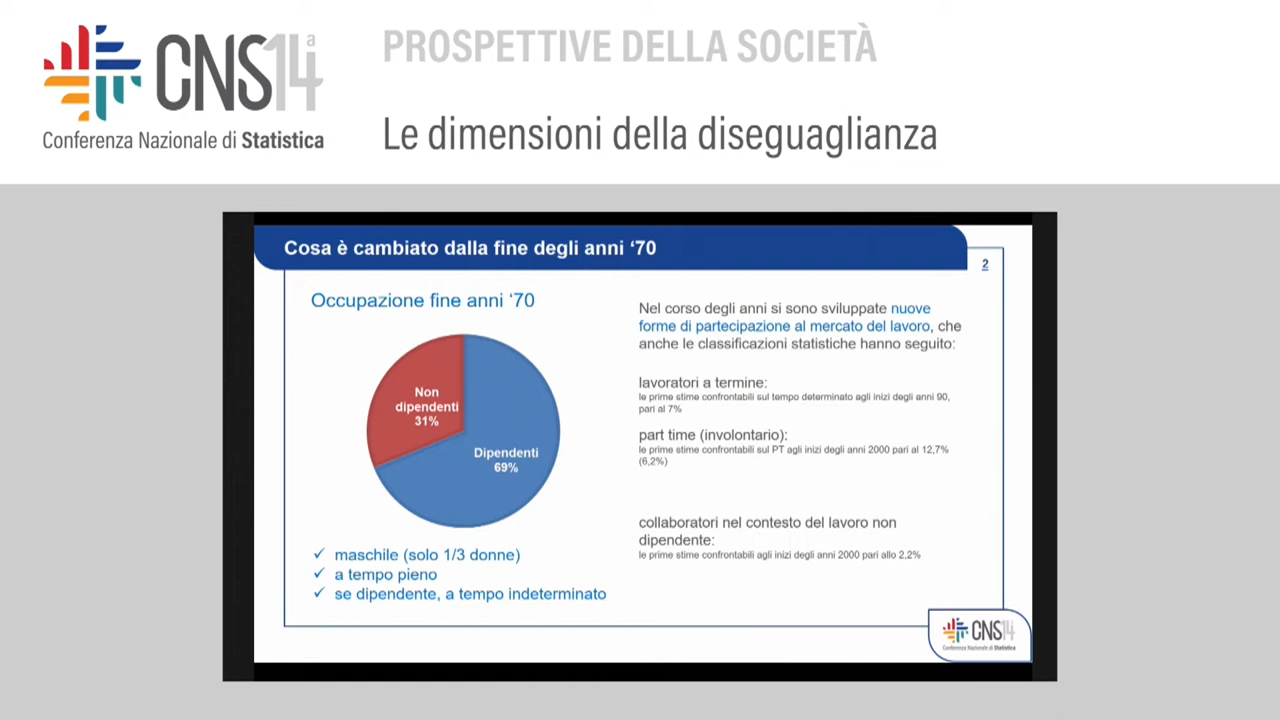 CNS14ª
Conferenza Nazionale di Statistica
PROSPETTIVE DELLA SOCIETÀ
Le dimensioni della diseguaglianza
Cosa è cambiato dalla fine degli anni ‘70
2
Occupazione fine anni ‘70
Non
dipendenti
31%
Dipendenti
69%
✓ maschile (solo 1/3 donne)
✓ a tempo pieno
✓ se dipendente, a tempo indeterminato
Nel corso degli anni si sono sviluppate nuove
forme di partecipazione al mercato del lavoro, che
anche le classificazioni statistiche hanno seguito:
lavoratori a termine:
le prime stime confrontabili sul tempo determinato agli inizi degli anni 90,
pari al 7%
part time (involontario):
le prime stime confrontabili sul PT agli inizi degli anni 2000 pari al 12,7%
(6,2%)
collaboratori nel contesto del lavoro non
dipendente:
le prime stime confrontabili agli inizi degli anni 2000 pari allo 2,2%
CNS14
Conferenza Nazionale di Statistica